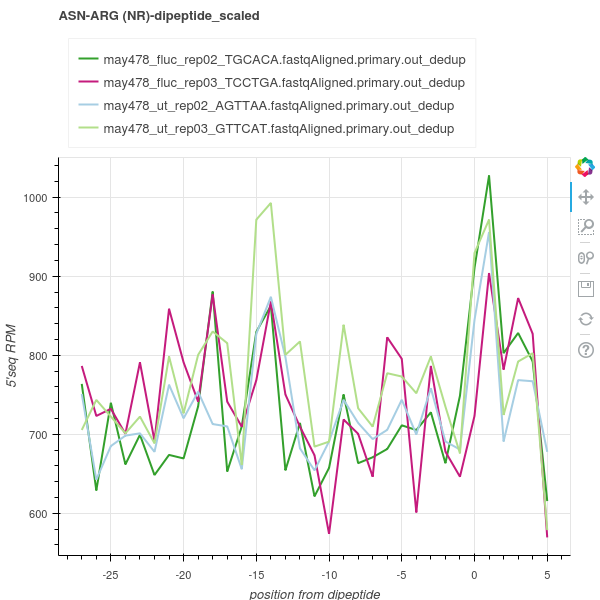 ASN-ARG (NR)-dipeptide_scaled
may478_fluc_rep02_TGCACA.fastqAligned.primary.out_dedup
may478_fluc_rep03_TCCTGA.fastqAligned.primary.out_dedup
may478_ut_rep02_AGTTAA.fastqAligned.primary.out_dedup
may478_ut_rep03_GTTCAT.fastqAligned.primary.out_dedup
1000
900
800
700
600
5'seq RPM
-25 -20 -15 -10 -5 0 5
position from dipeptide